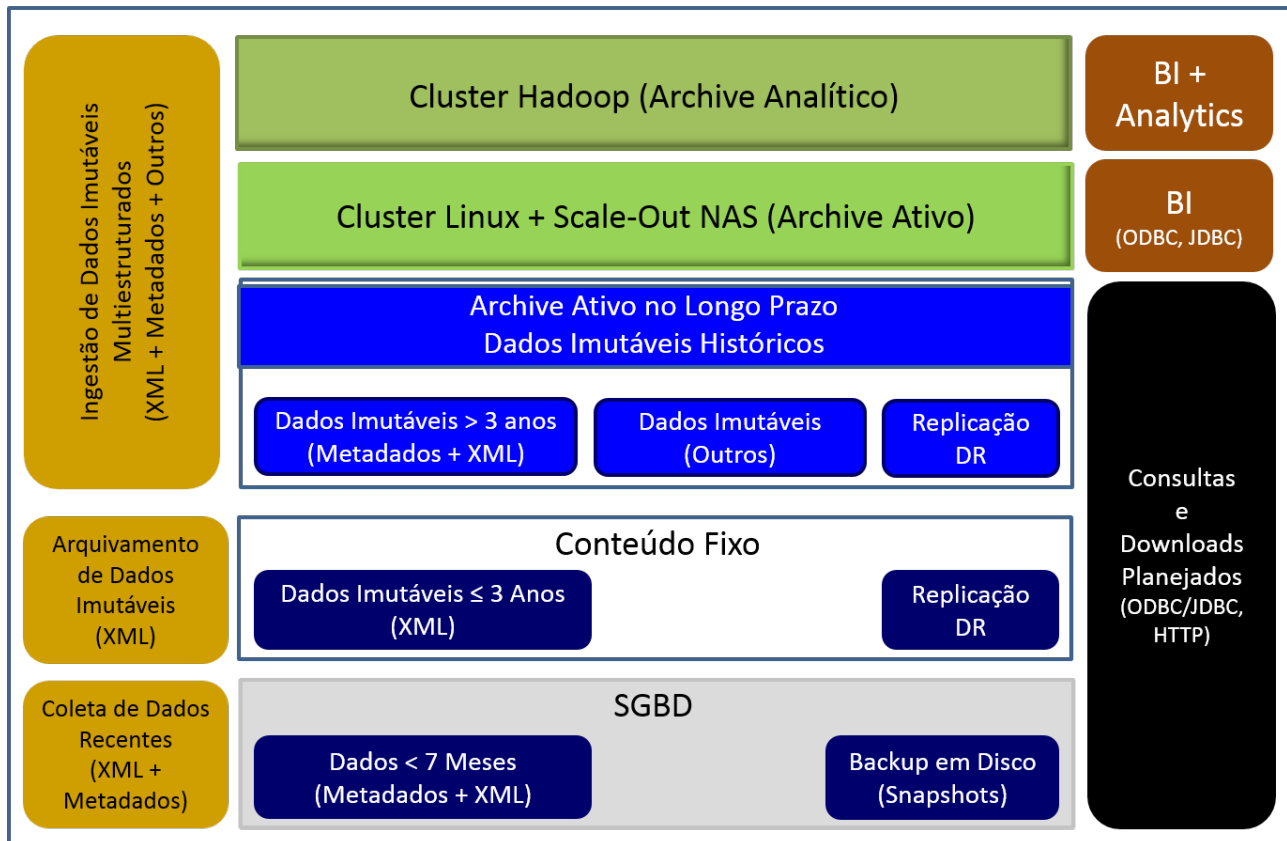 Ingestão de Dados Imutáveis
Multiestruturados
(XML + Metadados + Outros)
Cluster Hadoop (Archive Analítico)
BI +
Analytics
Cluster Linux + Scale-Out NAS (Archive Ativo)
BI
(ODBC, JDBC)
Archive Ativo no Longo Prazo
Dados Imutáveis Históricos
Dados Imutáveis > 3 anos
(Metadados + XML)
Dados Imutáveis
(Outros)
Replicação
DR
Consultas
e
Downloads
Planejados
(ODBC/JDBC,
HTTP)
Arquivamento
de Dados
Imutáveis
(XML)
Conteúdo Fixo
Dados Imutáveis ≤ 3 Anos
(XML)
Replicação
DR
Coleta de Dados
Recentes
(XML +
Metadados)
SGBD
Dados < 7 Meses
(Metadados + XML)
Backup em Disco
(Snapshots)